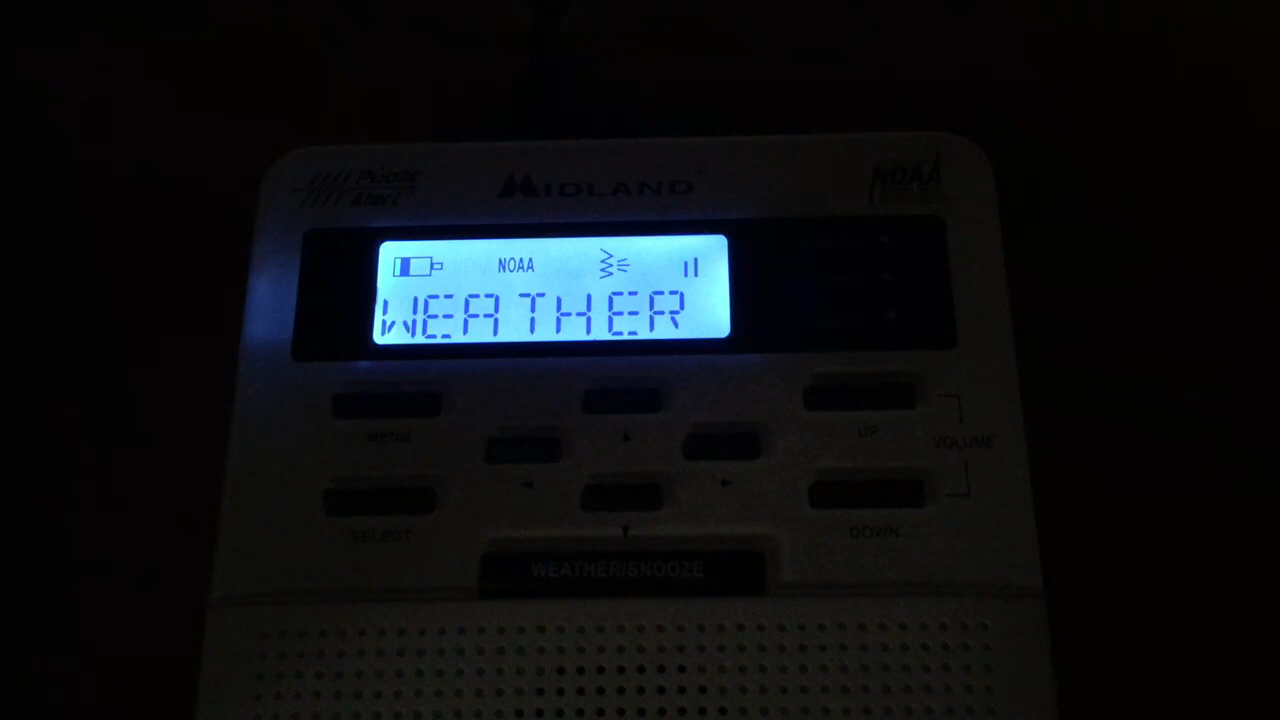 Public Alert
MIDLAND
NOAA
NOAA
WEATHER
MENU
UP
VOLUME
SELECT
DOWN
WEATHER/SNOOZE